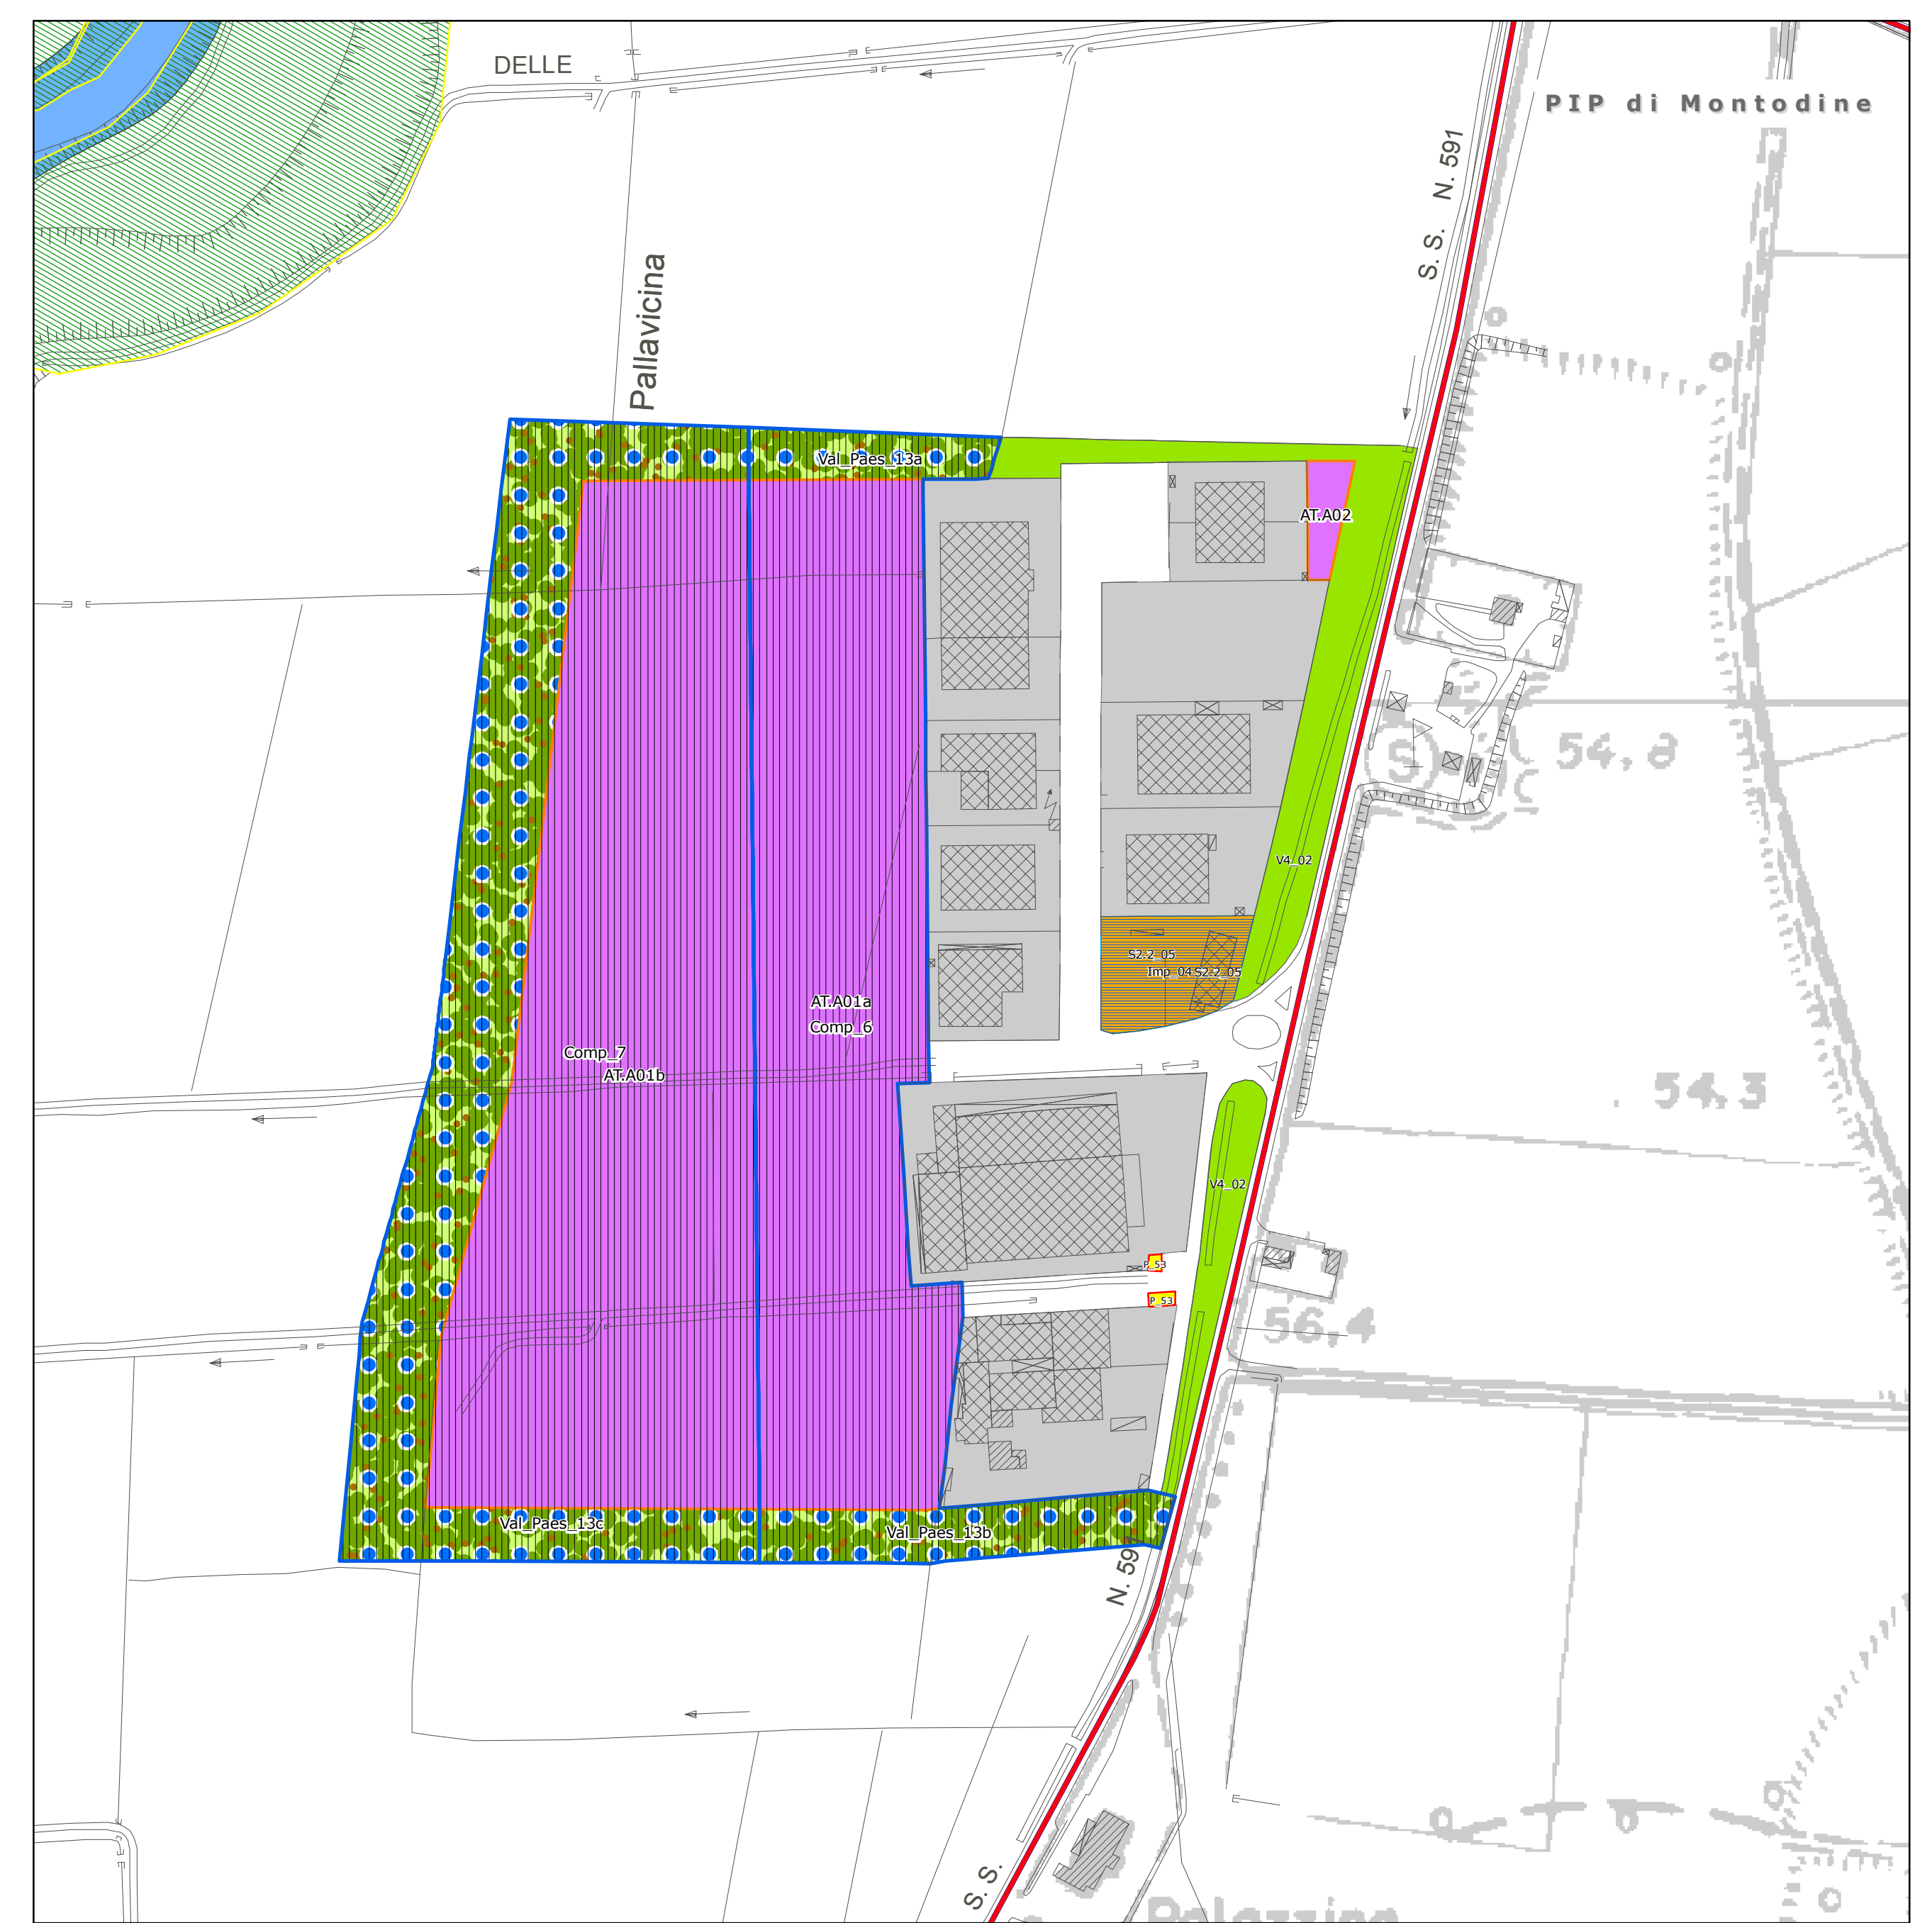 DELLE
PIP di Montodine
S. S. N. 591
Pallavicina
Val_Paes_13a
AT.A02
54,8
V4_02
S2.2_05
Imp_04
S2.2_05
AT.A01a
Comp_6
Comp_7
AT.A01b
54.3
V4_02
P_53
P_53
56,4
Val_Paes_13c
Val_Paes_13b
N. 591
S. S.